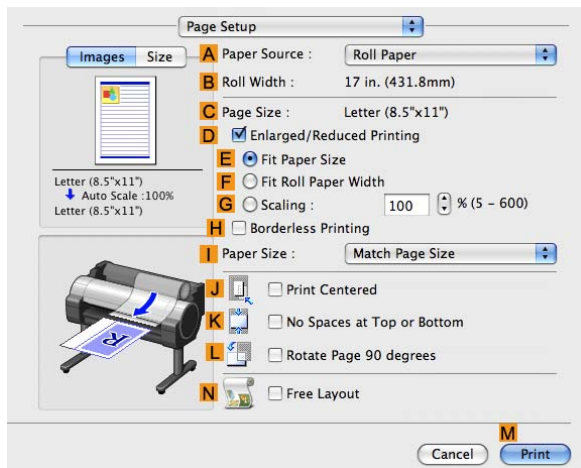 Page Setup
Images Size
A Paper Source : Roll Paper
B Roll Width : 17 in. (431.8mm)
C Page Size : Letter (8.5"x11")
D Enlarged/Reduced Printing
E Fit Paper Size
F Fit Roll Paper Width
G Scaling : 100 % (5 - 600)
H Borderless Printing
I Paper Size : Match Page Size
Letter (8.5"x11")
Auto Scale :100%
Letter (8.5"x11")
J Print Centered
K No Spaces at Top or Bottom
L Rotate Page 90 degrees
N Free Layout
M
Cancel Print